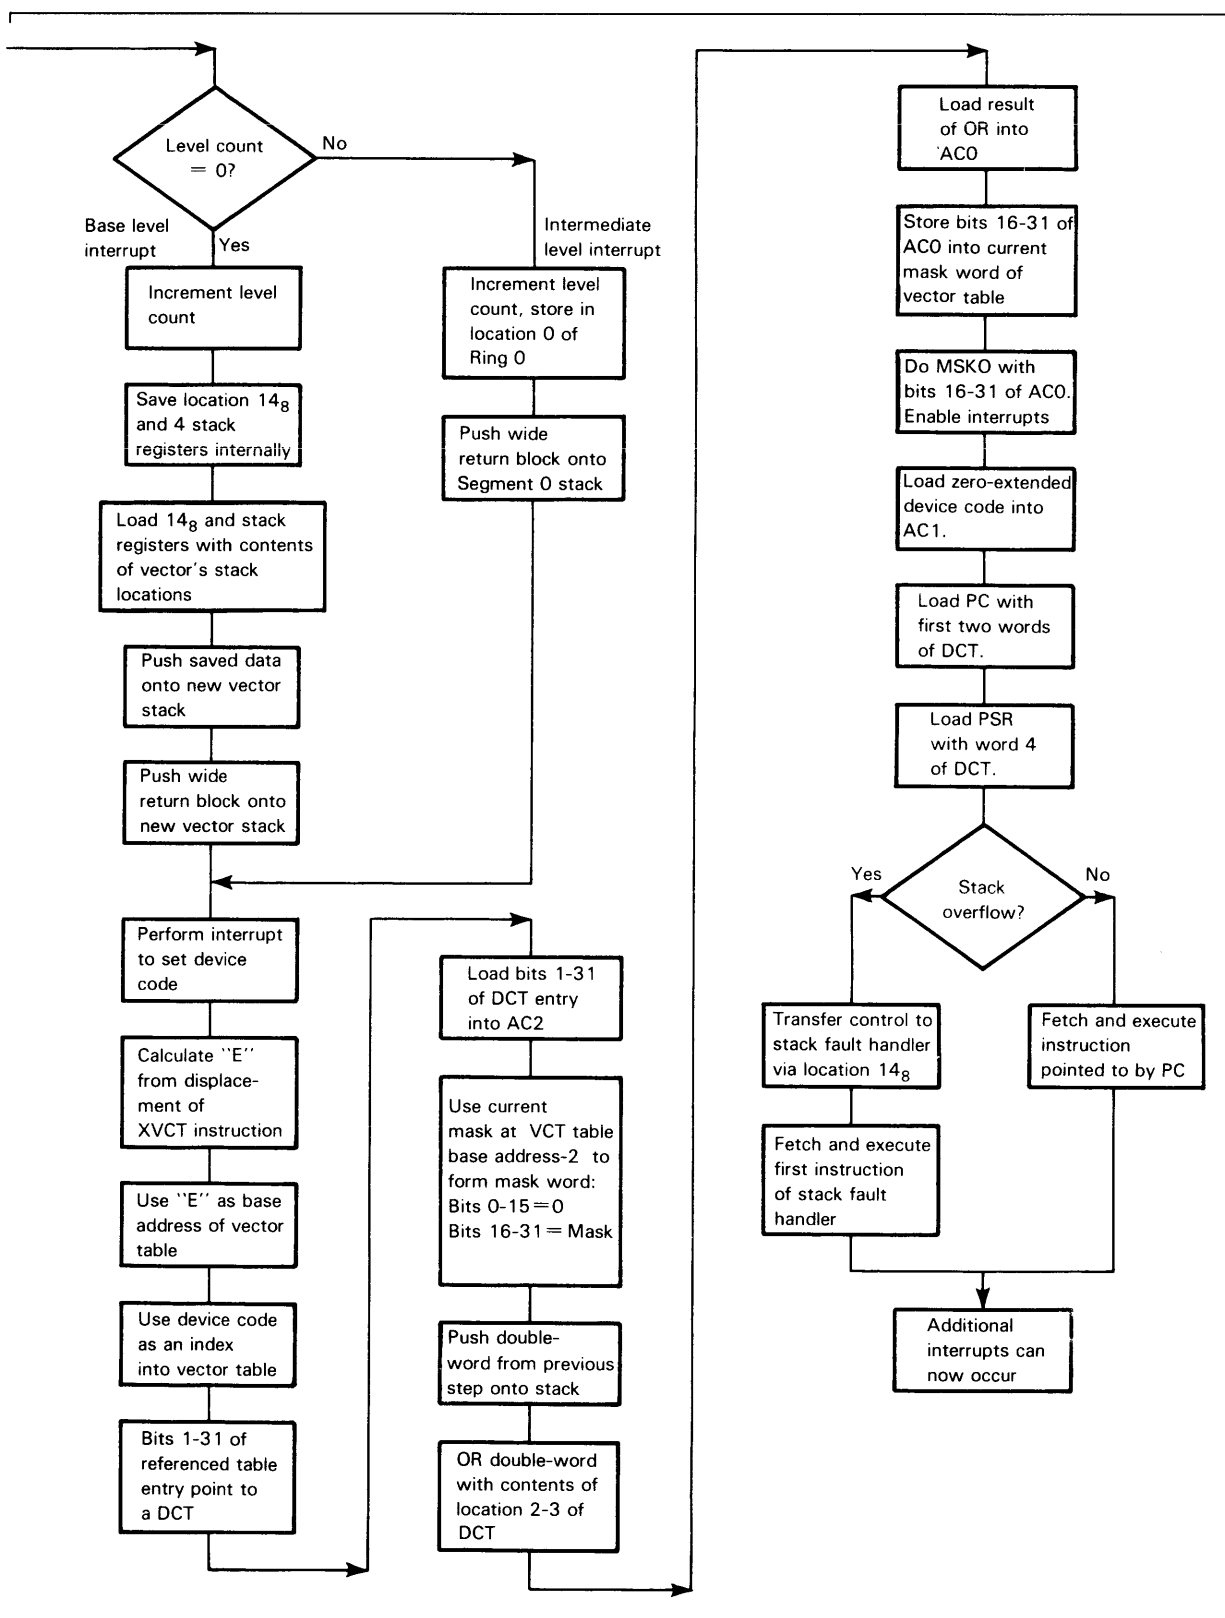 Level count
= 0?
No
Base level
interrupt
Yes
Intermediate
level interrupt
Increment level
count
Save location 14₈
and 4 stack
registers internally
Load 14₈ and stack
registers with contents
of vector's stack
locations
Push saved data
onto new vector
stack
Push wide
return block onto
new vector stack
Increment level
count, store in
location 0 of
Ring 0
Push wide
return block onto
Segment 0 stack
Perform interrupt
to set device
code
Calculate "E"
from displace-
ment of
XVCT instruction
Use "E" as base
address of vector
table
Use device code
as an index
into vector table
Bits 1-31 of
referenced table
entry point to
a DCT
Load bits 1-31
of DCT entry
into AC2
Use current
mask at VCT table
base address-2 to
form mask word:
Bits 0-15=0
Bits 16-31= Mask
Push double-
word from previous
step onto stack
OR double-word
with contents of
location 2-3 of
DCT
Load result
of OR into
AC0
Store bits 16-31 of
AC0 into current
mask word of
vector table
Do MSKO with
bits 16-31 of AC0.
Enable interrupts
Load zero-extended
device code into
AC1.
Load PC with
first two words
of DCT.
Load PSR
with word 4
of DCT.
Stack
overflow?
Yes
No
Transfer control to
stack fault handler
via location 14₈
Fetch and execute
first instruction
of stack fault
handler
Fetch and execute
instruction
pointed to by PC
Additional
interrupts can
now occur